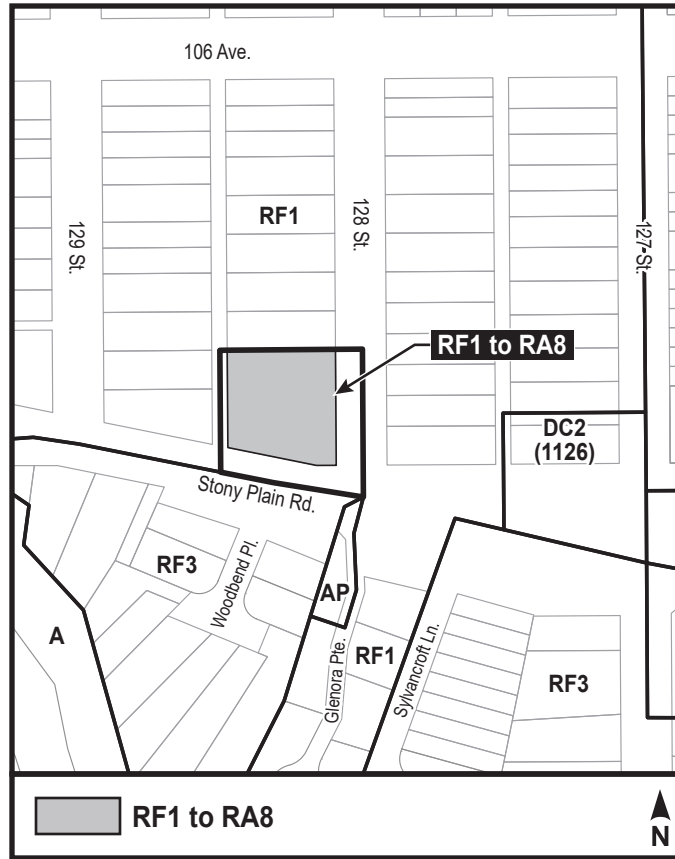 106 Ave.
RF1
129 St.
128 St.
127 St.
RF1 to RA8
DC2
(1126)
Stony Plain Rd.
RF3
Woodbend Pl.
AP
A
Glenora Pte.
RF1
Sylvancroft Ln.
RF3
RF1 to RA8
N